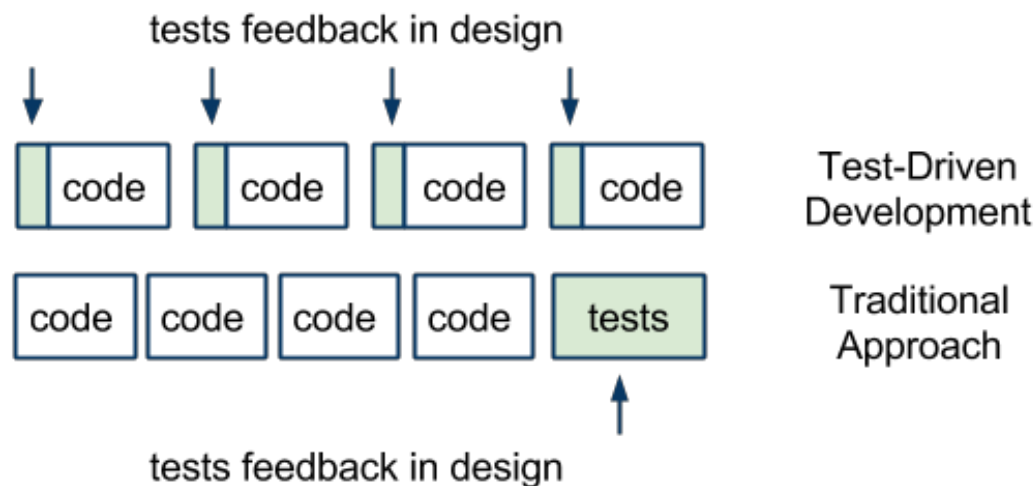 tests feedback in design
code code code code
Test-Driven
Development
code code code code tests
Traditional
Approach
tests feedback in design